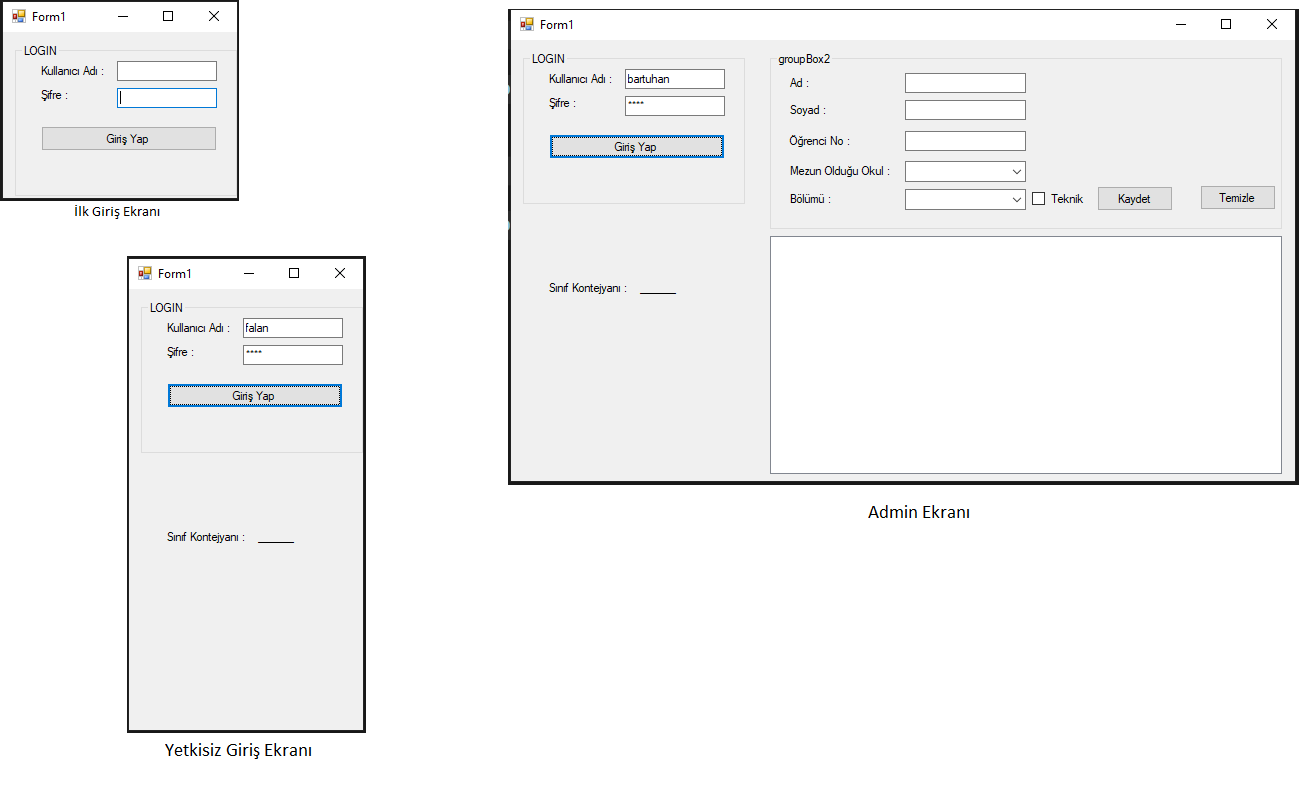 Form1
LOGIN
Kullanıcı Adı :
Şifre :
Giriş Yap
İlk Giriş Ekranı
Form1
LOGIN
Kullanıcı Adı : falan
Şifre : ****
Giriş Yap
Sınıf Kontejyanı : ______
Yetkisiz Giriş Ekranı
Form1
LOGIN
Kullanıcı Adı : bartuhan
Şifre : ****
Giriş Yap
Sınıf Kontejyanı : ______
groupBox2
Ad :
Soyad :
Öğrenci No :
Mezun Olduğu Okul :
Bölümü : Teknik Kaydet Temizle
Admin Ekranı